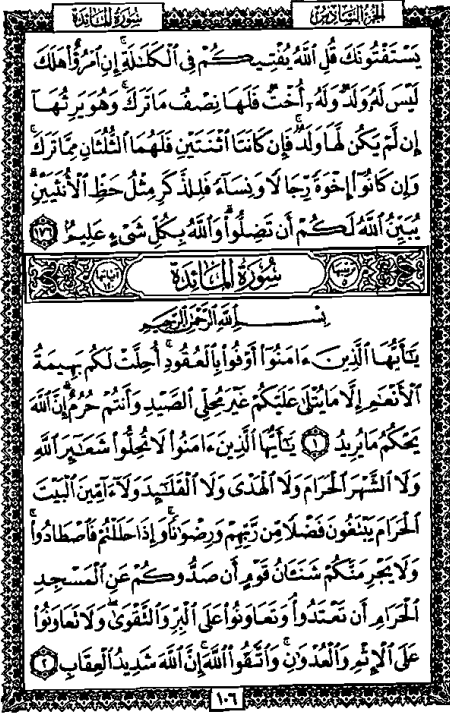 الجزء السادس
سورة المائدة
يَسْتَفْتُونَكَ قُلِ ٱللَّهُ يُفْتِيكُمْ فِي ٱلْكَلَٰلَةِ ۚ إِنِ ٱمْرُؤٌا۟ هَلَكَ
لَيْسَ لَهُۥ وَلَدٌ وَلَهُۥٓ أُخْتٌ فَلَهَا نِصْفُ مَا تَرَكَ ۚ وَهُوَ يَرِثُهَآ
إِن لَّمْ يَكُن لَّهَا وَلَدٌ ۚ فَإِن كَانَتَا ٱثْنَتَيْنِ فَلَهُمَا ٱلثُّلُثَانِ مِمَّا تَرَكَ ۚ
وَإِن كَانُوٓا۟ إِخْوَةً رِّجَالًا وَنِسَآءً فَلِلذَّكَرِ مِثْلُ حَظِّ ٱلْأُنثَيَيْنِ ۗ
يُبَيِّنُ ٱللَّهُ لَكُمْ أَن تَضِلُّوا۟ ۗ وَٱللَّهُ بِكُلِّ شَىْءٍ عَلِيمٌۢ ١٧٦
سُورَةُ المَائِدَةِ
بِسْمِ ٱللَّهِ ٱلرَّحْمَٰنِ ٱلرَّحِيمِ
يَٰٓأَيُّهَا ٱلَّذِينَ ءَامَنُوٓا۟ أَوْفُوا۟ بِٱلْعُقُودِ ۚ أُحِلَّتْ لَكُم بَهِيمَةُ
ٱلْأَنْعَٰمِ إِلَّا مَا يُتْلَىٰ عَلَيْكُمْ غَيْرَ مُحِلِّى ٱلصَّيْدِ وَأَنتُمْ حُرُمٌ ۗ إِنَّ ٱللَّهَ
يَحْكُمُ مَا يُرِيدُ ١ يَٰٓأَيُّهَا ٱلَّذِينَ ءَامَنُوا۟ لَا تُحِلُّوا۟ شَعَٰٓئِرَ ٱللَّهِ
وَلَا ٱلشَّهْرَ ٱلْحَرَامَ وَلَا ٱلْهَدْىَ وَلَا ٱلْقَلَٰٓئِدَ وَلَآ ءَآمِّينَ ٱلْبَيْتَ
ٱلْحَرَامَ يَبْتَغُونَ فَضْلًا مِّن رَّبِّهِمْ وَرِضْوَٰنًا ۚ وَإِذَا حَلَلْتُمْ فَٱصْطَادُوا۟ ۚ
وَلَا يَجْرِمَنَّكُمْ شَنَـَٔانُ قَوْمٍ أَن صَدُّوكُمْ عَنِ ٱلْمَسْجِدِ
ٱلْحَرَامِ أَن تَعْتَدُوا۟ ۘ وَتَعَاوَنُوا۟ عَلَى ٱلْبِرِّ وَٱلتَّقْوَىٰ ۖ وَلَا تَعَاوَنُوا۟
عَلَى ٱلْإِثْمِ وَٱلْعُدْوَٰنِ ۚ وَٱتَّقُوا۟ ٱللَّهَ ۖ إِنَّ ٱللَّهَ شَدِيدُ ٱلْعِقَابِ ٢
١٠٦